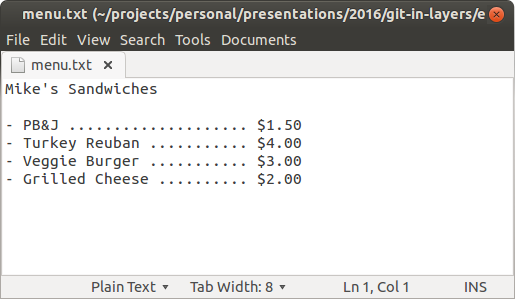 menu.txt (~/projects/personal/presentations/2016/git-in-layers/e
File Edit View Search Tools Documents
menu.txt
Mike's Sandwiches
- PB&J .................... $1.50
- Turkey Reuban ........... $4.00
- Veggie Burger ........... $3.00
- Grilled Cheese .......... $2.00
Plain Text Tab Width: 8 Ln 1, Col 1 INS